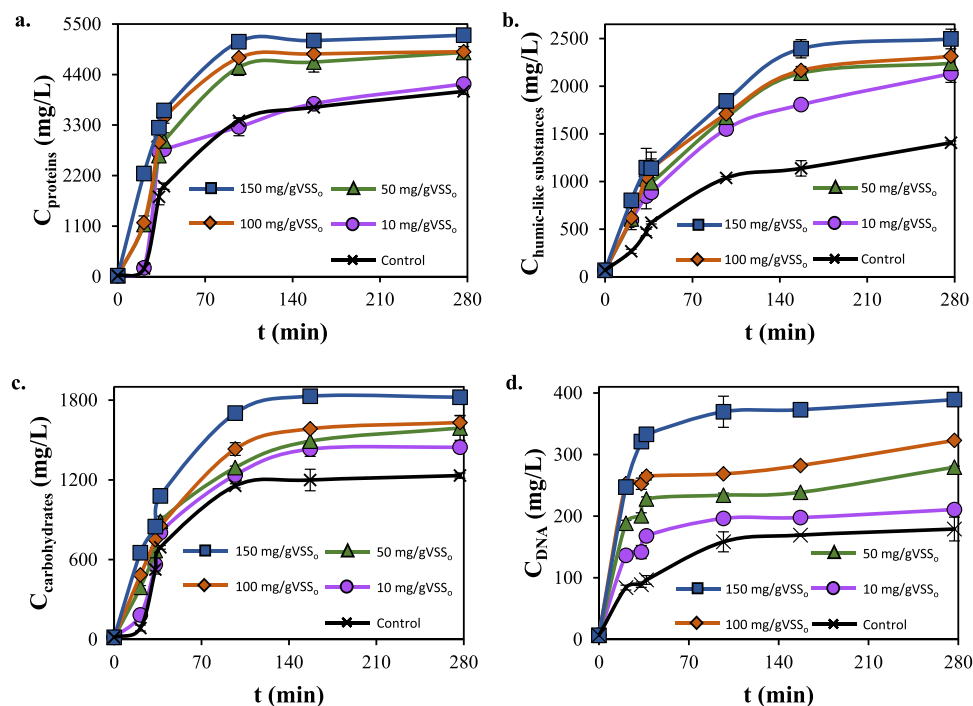 a.
C_proteins (mg/L)
5500
4400
3300
2200
1100
0
150 mg/gVSSₒ
50 mg/gVSSₒ
100 mg/gVSSₒ
10 mg/gVSSₒ
Control
0 70 140 210 280
t (min)
b.
C_humic-like substances (mg/L)
2500
2000
1500
1000
500
0
50 mg/gVSSₒ
150 mg/gVSSₒ
10 mg/gVSSₒ
100 mg/gVSSₒ
Control
0 70 140 210 280
t (min)
c.
C_carbohydrates (mg/L)
1800
1200
600
0
150 mg/gVSSₒ
50 mg/gVSSₒ
100 mg/gVSSₒ
10 mg/gVSSₒ
Control
0 70 140 210 280
t (min)
d.
C_DNA (mg/L)
400
300
200
100
0
50 mg/gVSSₒ
150 mg/gVSSₒ
10 mg/gVSSₒ
100 mg/gVSSₒ
Control
0 70 140 210 280
t (min)